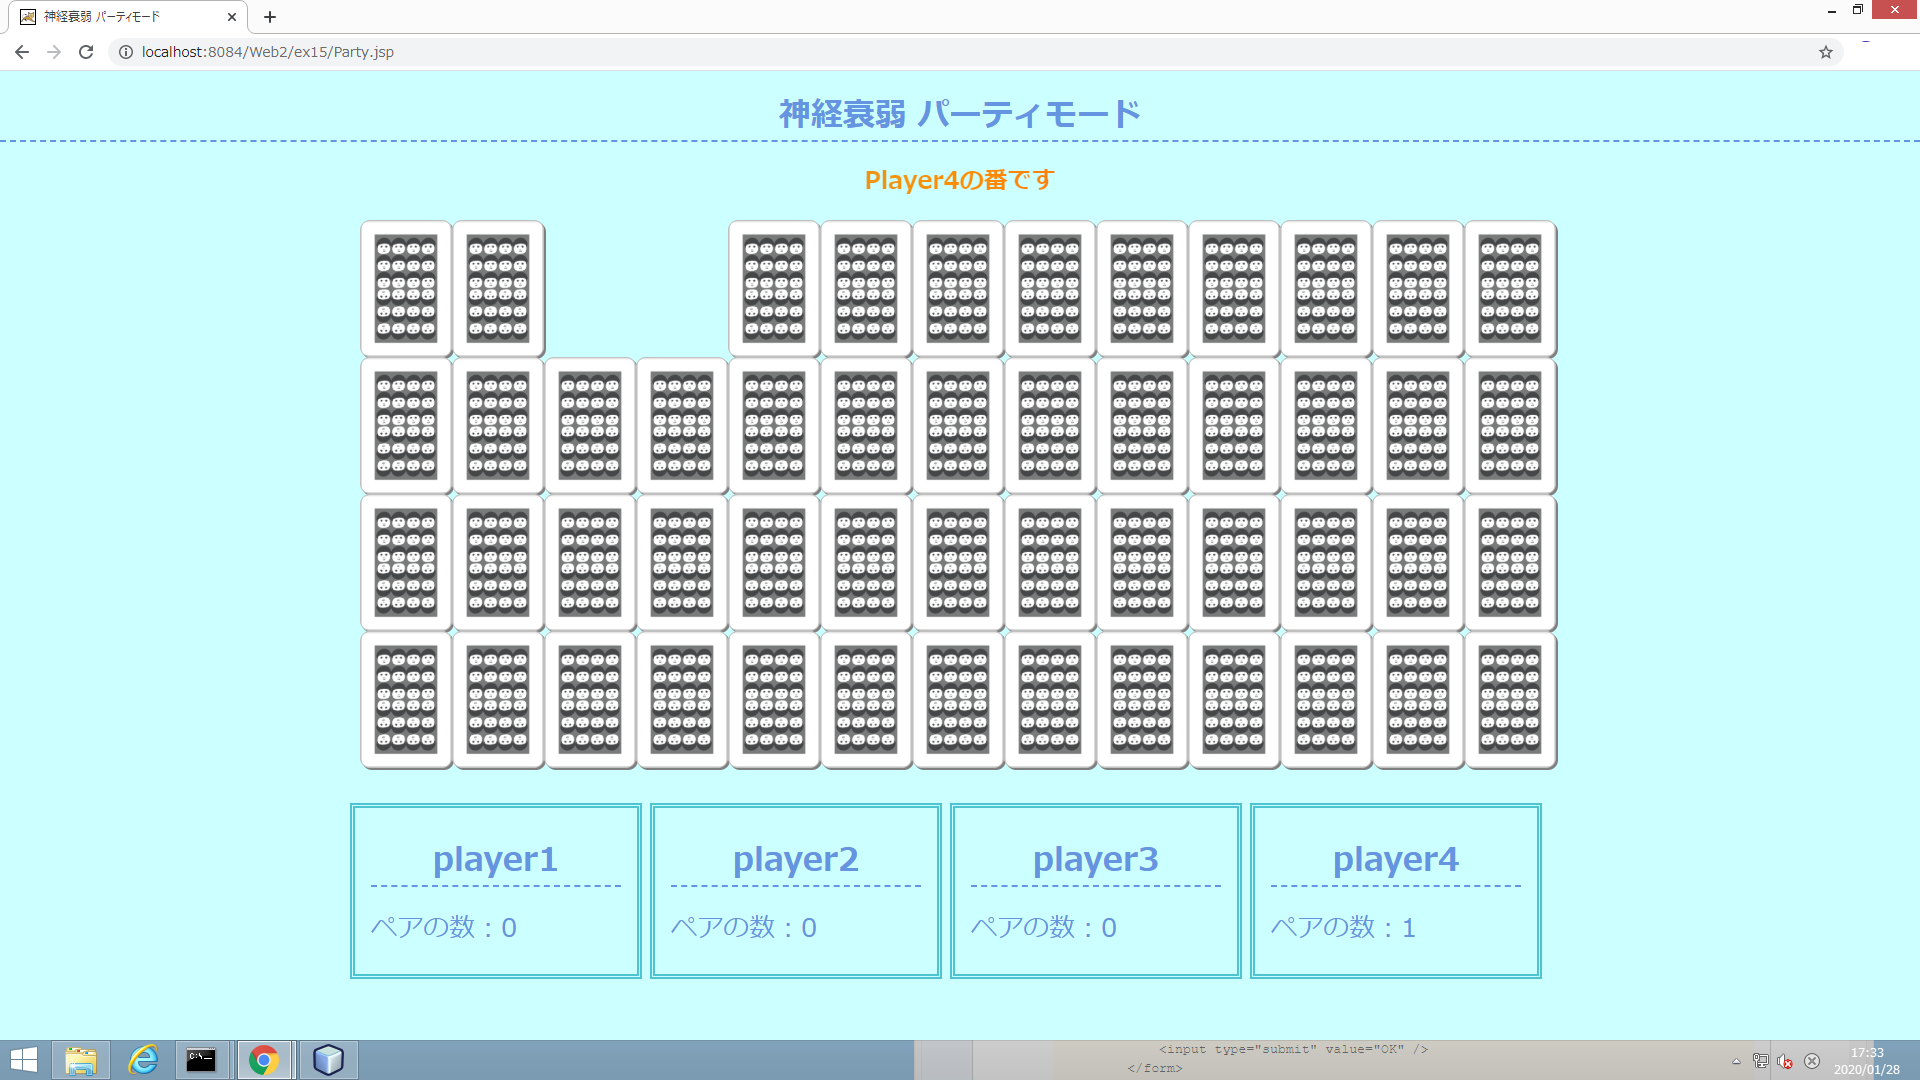 神経衰弱 パーティモード
localhost:8084/Web2/ex15/Party.jsp
神経衰弱 パーティモード
Player4の番です
player1
ペアの数：0
player2
ペアの数：0
player3
ペアの数：0
player4
ペアの数：1
C:\_
<input type="submit" value="OK" />
</form>
17:33
2020/01/28